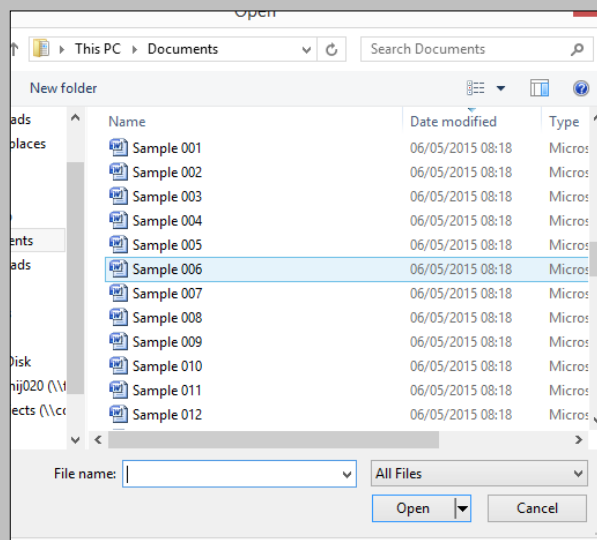 Open
This PC Documents Search Documents
New folder
Name Date modified Type
Sample 001 06/05/2015 08:18 Micros
Sample 002 06/05/2015 08:18 Micros
Sample 003 06/05/2015 08:18 Micros
Sample 004 06/05/2015 08:18 Micros
Sample 005 06/05/2015 08:18 Micros
Sample 006 06/05/2015 08:18 Micros
Sample 007 06/05/2015 08:18 Micros
Sample 008 06/05/2015 08:18 Micros
Sample 009 06/05/2015 08:18 Micros
Sample 010 06/05/2015 08:18 Micros
Sample 011 06/05/2015 08:18 Micros
Sample 012 06/05/2015 08:18 Micros
ads
places
ents
ads
Disk
nij020 (\\f
ects (\\co
File name: All Files
Open Cancel